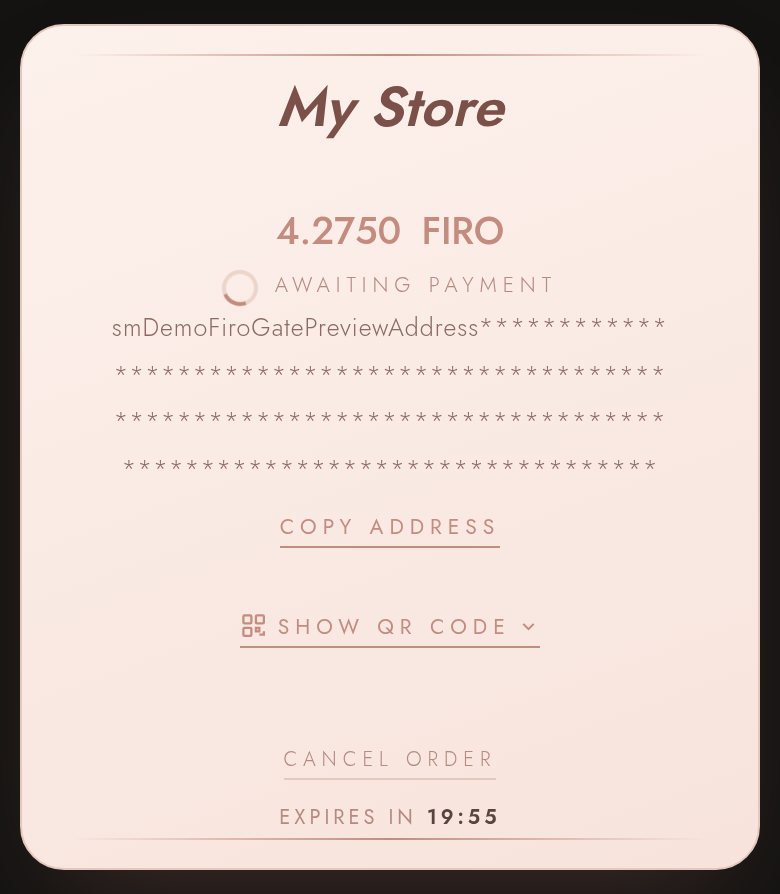 My Store
4.2750 FIRO
AWAITING PAYMENT
smDemoFiroGatePreviewAddress************
***********************************
***********************************
**********************************
COPY ADDRESS
SHOW QR CODE
CANCEL ORDER
EXPIRES IN 19:55